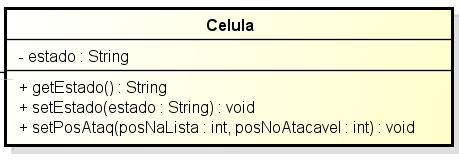 Celula
- estado : String
+ getEstado() : String
+ setEstado(estado : String) : void
+ setPosAtaq(posNaLista : int, posNoAtacavel : int) : void